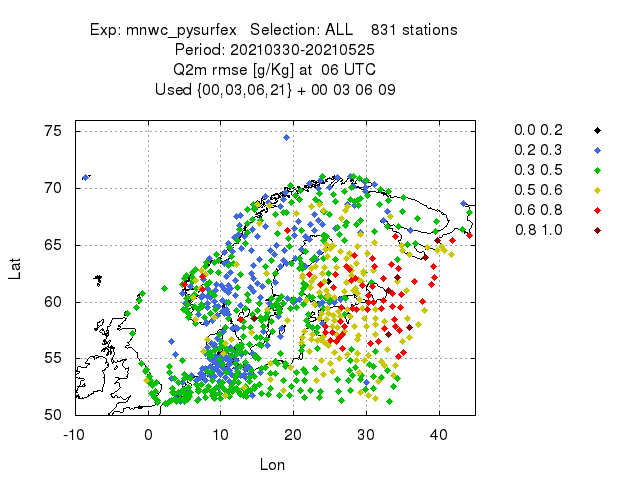 Exp: mnwc_pysurfex   Selection: ALL    831 stations
Period: 20210330-20210525
Q2m rmse [g/Kg] at  06 UTC
Used {00,03,06,21} + 00 03 06 09
0.0 0.2
0.2 0.3
0.3 0.5
0.5 0.6
0.6 0.8
0.8 1.0
75
70
65
60
55
50
Lat
-10 0 10 20 30 40
Lon